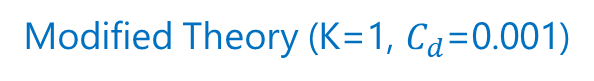 Modified Theory (K=1, $C_d$=0.001)